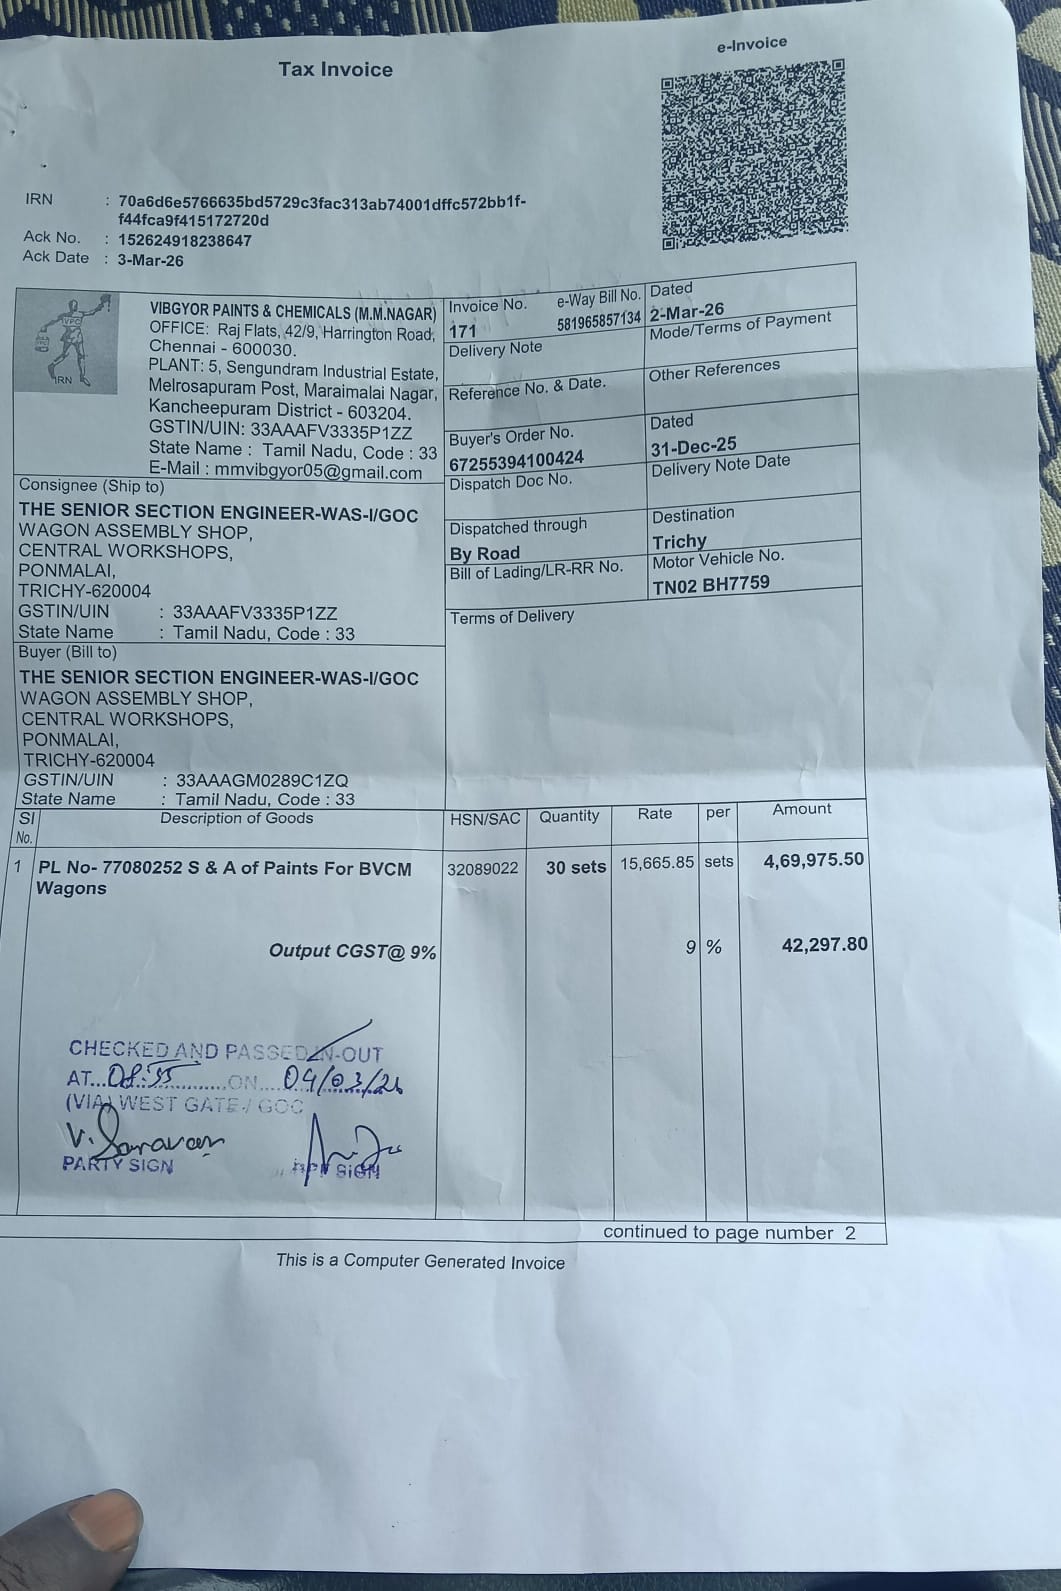 Tax Invoice
e-Invoice
IRN : 70a6d6e5766635bd5729c3fac313ab74001dffc572bb1f-
f44fca9f415172720d
Ack No. : 152624918238647
Ack Date : 3-Mar-26
VPC
IRN
VIBGYOR PAINTS & CHEMICALS (M.M.NAGAR)
OFFICE: Raj Flats, 42/9, Harrington Road,
Chennai - 600030.
PLANT: 5, Sengundram Industrial Estate,
Melrosapuram Post, Maraimalai Nagar,
Kancheepuram District - 603204.
GSTIN/UIN: 33AAAFV3335P1ZZ
State Name : Tamil Nadu, Code : 33
E-Mail : mmvibgyor05@gmail.com
Invoice No. e-Way Bill No. Dated
171 581965857134 2-Mar-26
Delivery Note Mode/Terms of Payment
Reference No. & Date. Other References
Buyer's Order No. Dated
67255394100424 31-Dec-25
Dispatch Doc No. Delivery Note Date
Dispatched through Destination
By Road Trichy
Bill of Lading/LR-RR No. Motor Vehicle No.
TN02 BH7759
Terms of Delivery
Consignee (Ship to)
THE SENIOR SECTION ENGINEER-WAS-I/GOC
WAGON ASSEMBLY SHOP,
CENTRAL WORKSHOPS,
PONMALAI,
TRICHY-620004
GSTIN/UIN : 33AAAFV3335P1ZZ
State Name : Tamil Nadu, Code : 33
Buyer (Bill to)
THE SENIOR SECTION ENGINEER-WAS-I/GOC
WAGON ASSEMBLY SHOP,
CENTRAL WORKSHOPS,
PONMALAI,
TRICHY-620004
GSTIN/UIN : 33AAAGM0289C1ZQ
State Name : Tamil Nadu, Code : 33
Sl No. Description of Goods HSN/SAC Quantity Rate per Amount
1 PL No- 77080252 S & A of Paints For BVCM 32089022 30 sets 15,665.85 sets 4,69,975.50
Wagons
Output CGST@ 9% 9 % 42,297.80
CHECKED AND PASSED IN-OUT
AT...08:55...ON...04/03/26
(VIA) WEST GATE / GOC
V. Saravan
PARTY SIGN SIGN
continued to page number 2
This is a Computer Generated Invoice